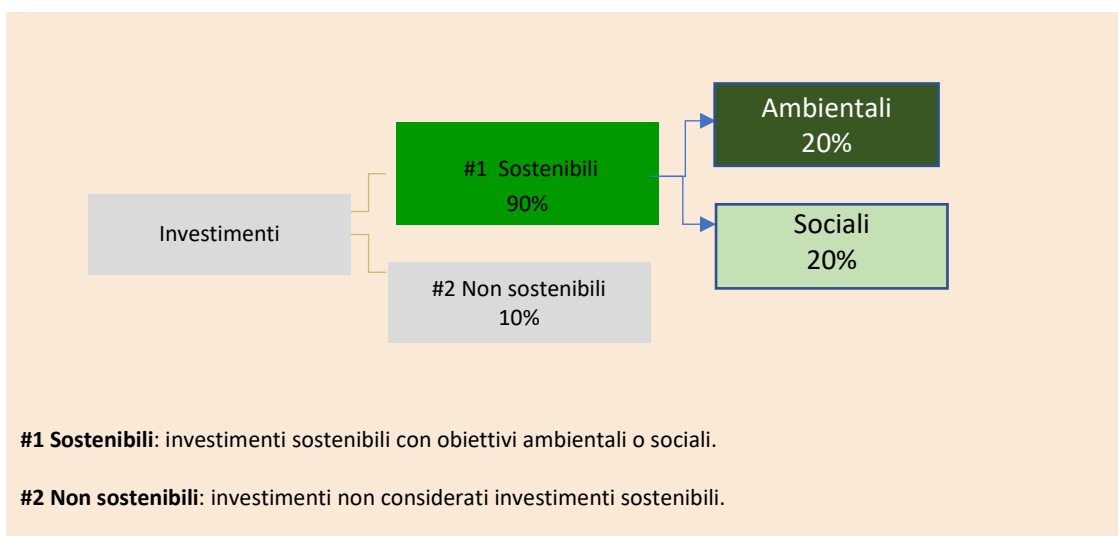 Ambientali
20%
#1 Sostenibili
90%
Investimenti
Sociali
20%
#2 Non sostenibili
10%
#1 Sostenibili: investimenti sostenibili con obiettivi ambientali o sociali.
#2 Non sostenibili: investimenti non considerati investimenti sostenibili.